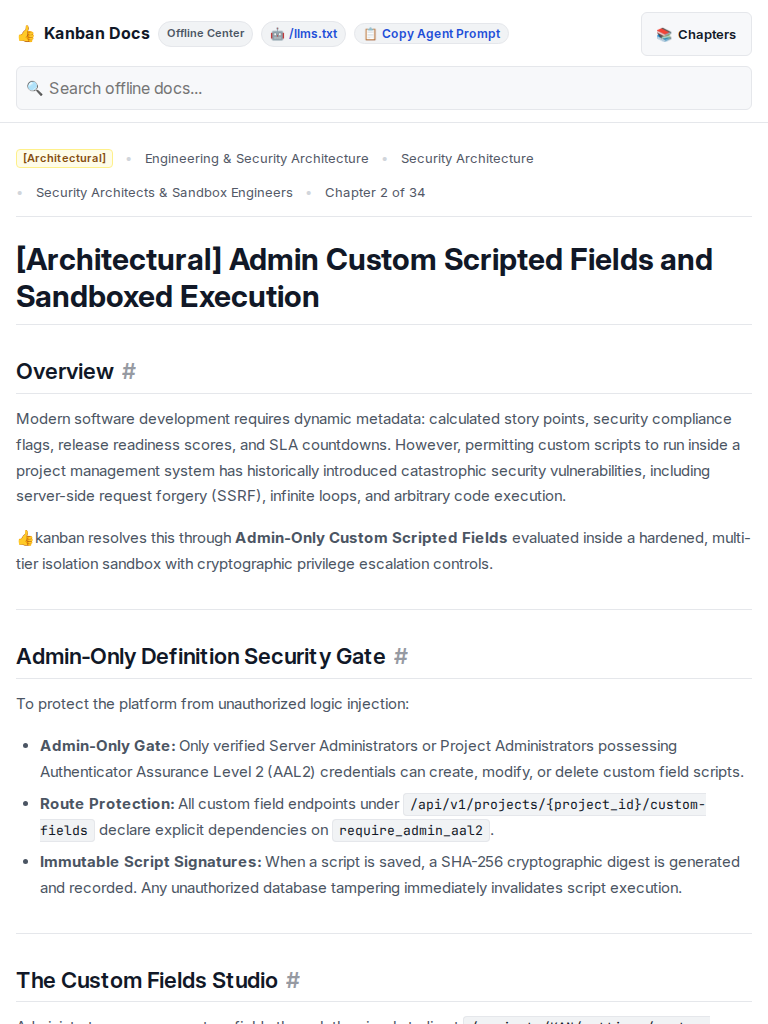 👍 Kanban Docs Offline Center 🤖 /llms.txt 📋 Copy Agent Prompt 📚 Chapters
🔍 Search offline docs...
[Architectural] • Engineering & Security Architecture • Security Architecture
• Security Architects & Sandbox Engineers • Chapter 2 of 34
[Architectural] Admin Custom Scripted Fields and
Sandboxed Execution
Overview #
Modern software development requires dynamic metadata: calculated story points, security compliance
flags, release readiness scores, and SLA countdowns. However, permitting custom scripts to run inside a
project management system has historically introduced catastrophic security vulnerabilities, including
server-side request forgery (SSRF), infinite loops, and arbitrary code execution.
👍kanban resolves this through Admin-Only Custom Scripted Fields evaluated inside a hardened, multi-
tier isolation sandbox with cryptographic privilege escalation controls.
Admin-Only Definition Security Gate #
To protect the platform from unauthorized logic injection:
• Admin-Only Gate: Only verified Server Administrators or Project Administrators possessing
Authenticator Assurance Level 2 (AAL2) credentials can create, modify, or delete custom field scripts.
• Route Protection: All custom field endpoints under /api/v1/projects/{project_id}/custom-
fields declare explicit dependencies on require_admin_aal2.
• Immutable Script Signatures: When a script is saved, a SHA-256 cryptographic digest is generated
and recorded. Any unauthorized database tampering immediately invalidates script execution.
The Custom Fields Studio #